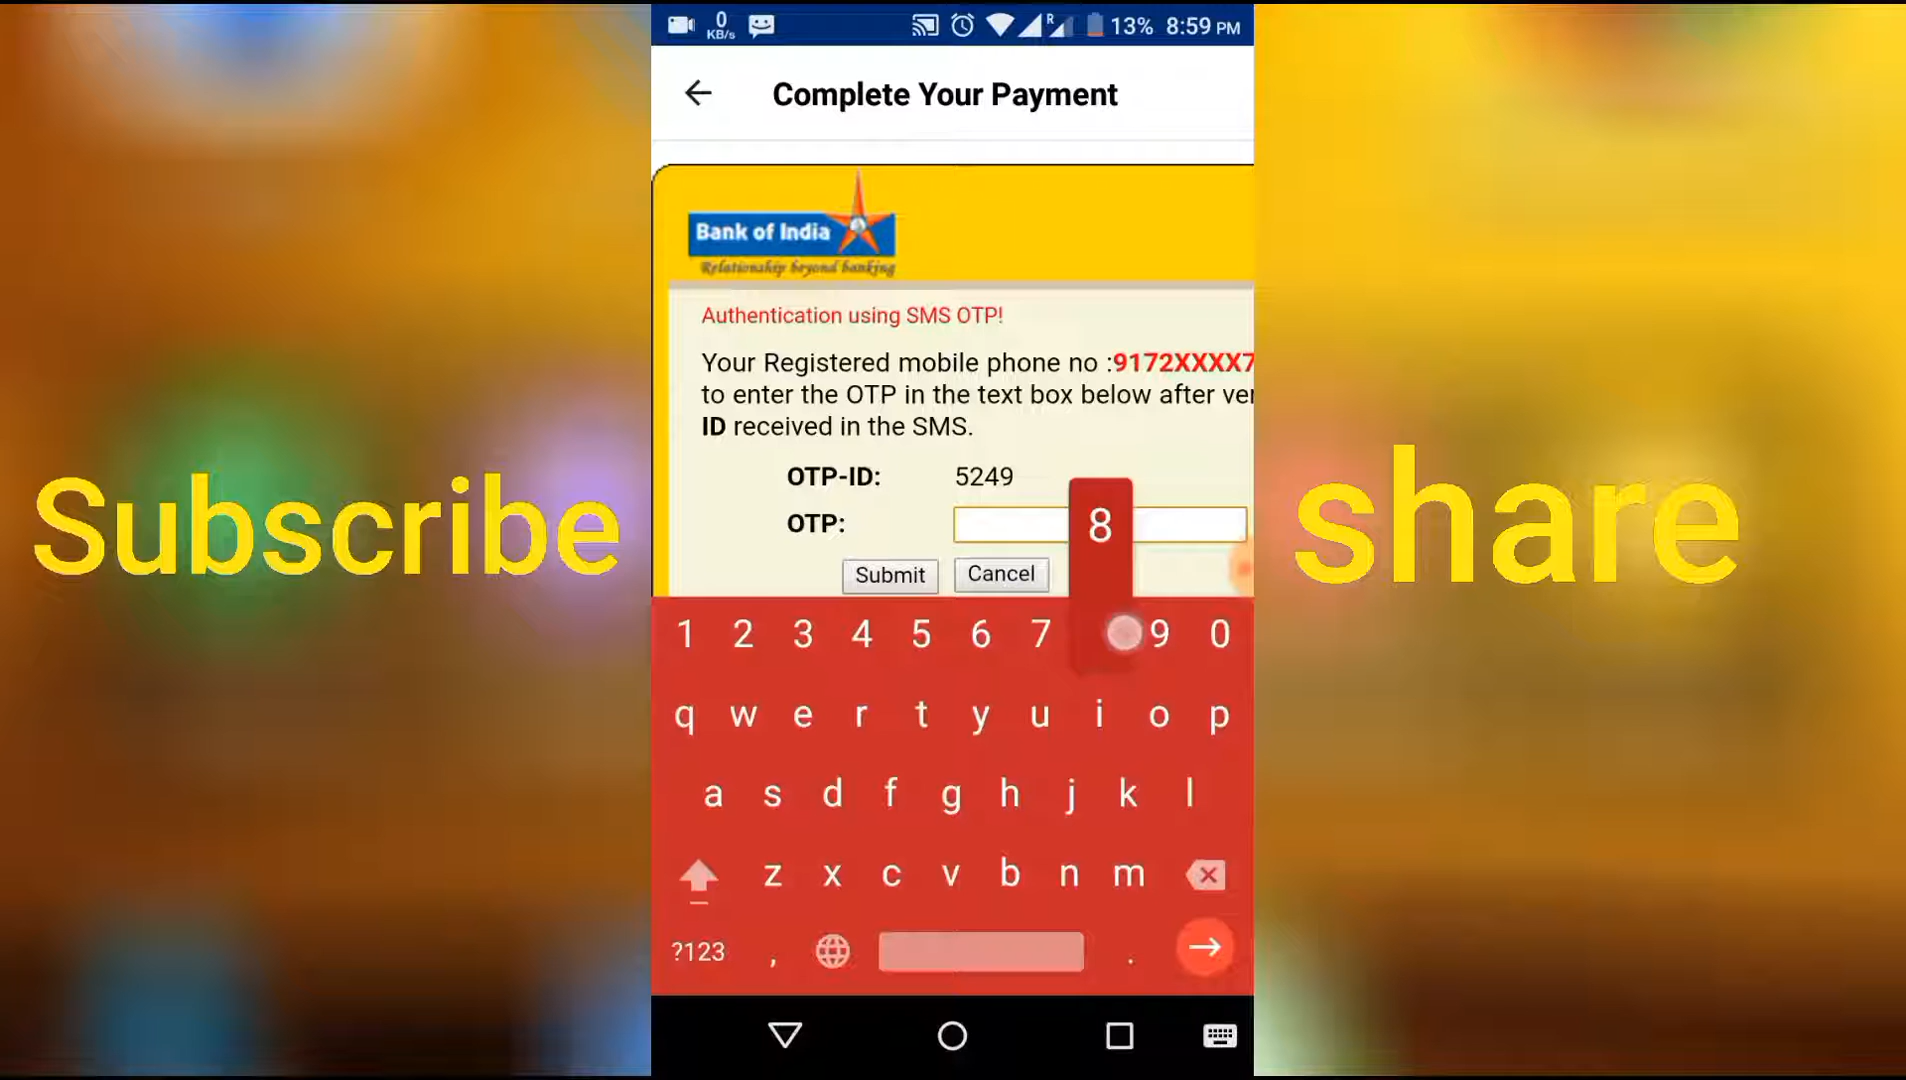 0
KB/s
R
13% 8:59 PM
Complete Your Payment
Bank of India
Relationship beyond banking
Authentication using SMS OTP!
Your Registered mobile phone no :9172XXXX7
to enter the OTP in the text box below after ver
ID received in the SMS.
OTP-ID: 5249
OTP:
8
Submit Cancel
Subscribe
share
1 2 3 4 5 6 7 9 0
q w e r t y u i o p
a s d f g h j k l
z x c v b n m
?123 , .